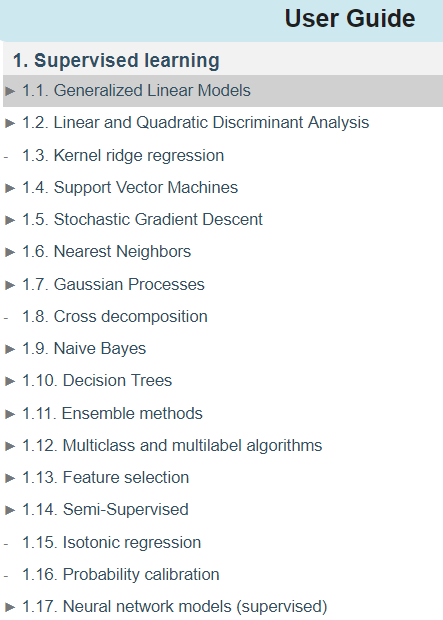 User Guide
1. Supervised learning
► 1.1. Generalized Linear Models
► 1.2. Linear and Quadratic Discriminant Analysis
- 1.3. Kernel ridge regression
► 1.4. Support Vector Machines
► 1.5. Stochastic Gradient Descent
► 1.6. Nearest Neighbors
► 1.7. Gaussian Processes
- 1.8. Cross decomposition
► 1.9. Naive Bayes
► 1.10. Decision Trees
► 1.11. Ensemble methods
► 1.12. Multiclass and multilabel algorithms
► 1.13. Feature selection
► 1.14. Semi-Supervised
- 1.15. Isotonic regression
- 1.16. Probability calibration
► 1.17. Neural network models (supervised)